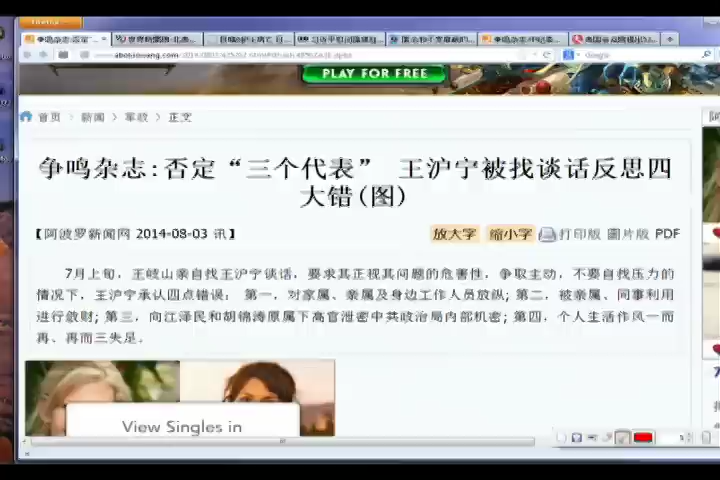 PLAY FOR FREE
首页 > 新闻 > 军政 > 正文
争鸣杂志:否定“三个代表” 王沪宁被找谈话反思四
大错(图)
【阿波罗新闻网 2014-08-03 讯】 放大字 缩小字 打印版 圖片版 PDF
7月上旬，王岐山亲自找王沪宁谈话，要求其正视其问题的危害性，争取主动，不要自找压力的
情况下，王沪宁承认四点错误：第一，对家属、亲属及身边工作人员放纵；第二，被亲属、同事利用
进行敛财；第三，向江泽民和胡锦涛原属下高官泄密中共政治局内部机密；第四，个人生活作风一而
再、再而三失足．
View Singles in